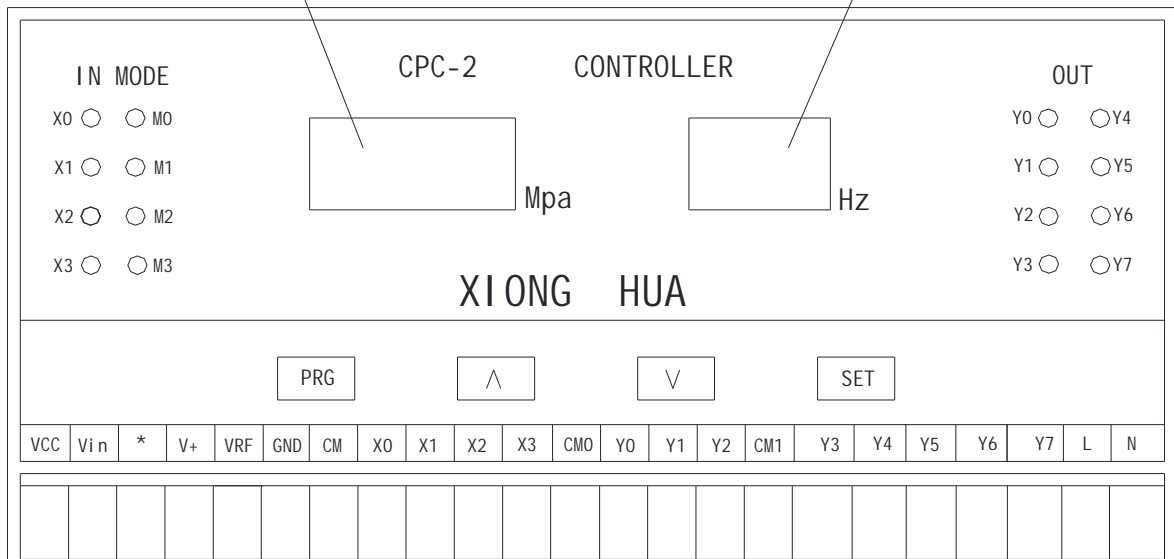 CPC-2 CONTROLLER
IN MODE
OUT
X0 M0
Y0 Y4
X1 M1
Y1 Y5
Mpa
Hz
X2 M2
Y2 Y6
X3 M3
Y3 Y7
XIONG HUA
PRG ∧ ∨ SET
VCC Vin * V+ VRF GND CM X0 X1 X2 X3 CM0 Y0 Y1 Y2 CM1 Y3 Y4 Y5 Y6 Y7 L N